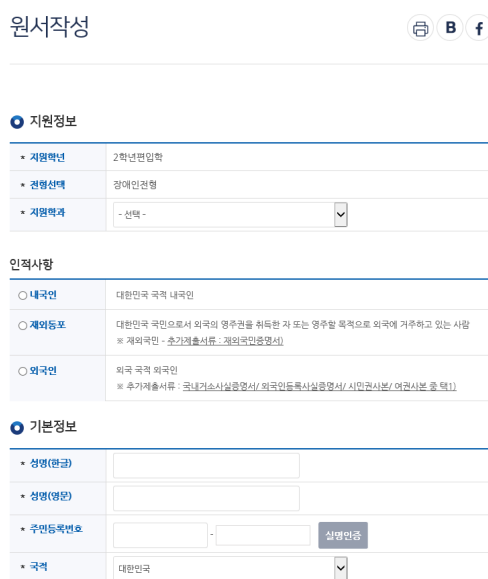 원서작성
B f
지원정보
* 지원학년 2학년편입학
* 전형선택 장애인전형
* 지원학과 - 선택 -
인적사항
내국인 대한민국 국적 내국인
재외동포 대한민국 국민으로서 외국의 영주권을 취득한 자 또는 영주할 목적으로 외국에 거주하고 있는 사람
※ 재외국민 - 추가제출서류 : 재외국민증명서)
외국인 외국 국적 외국인
※ 추가제출서류 : 국내거소사실증명서/ 외국인등록사실증명서/ 시민권사본/ 여권사본 중 택1)
기본정보
* 성명(한글)
* 성명(영문)
* 주민등록번호 - 실명인증
* 국적 대한민국